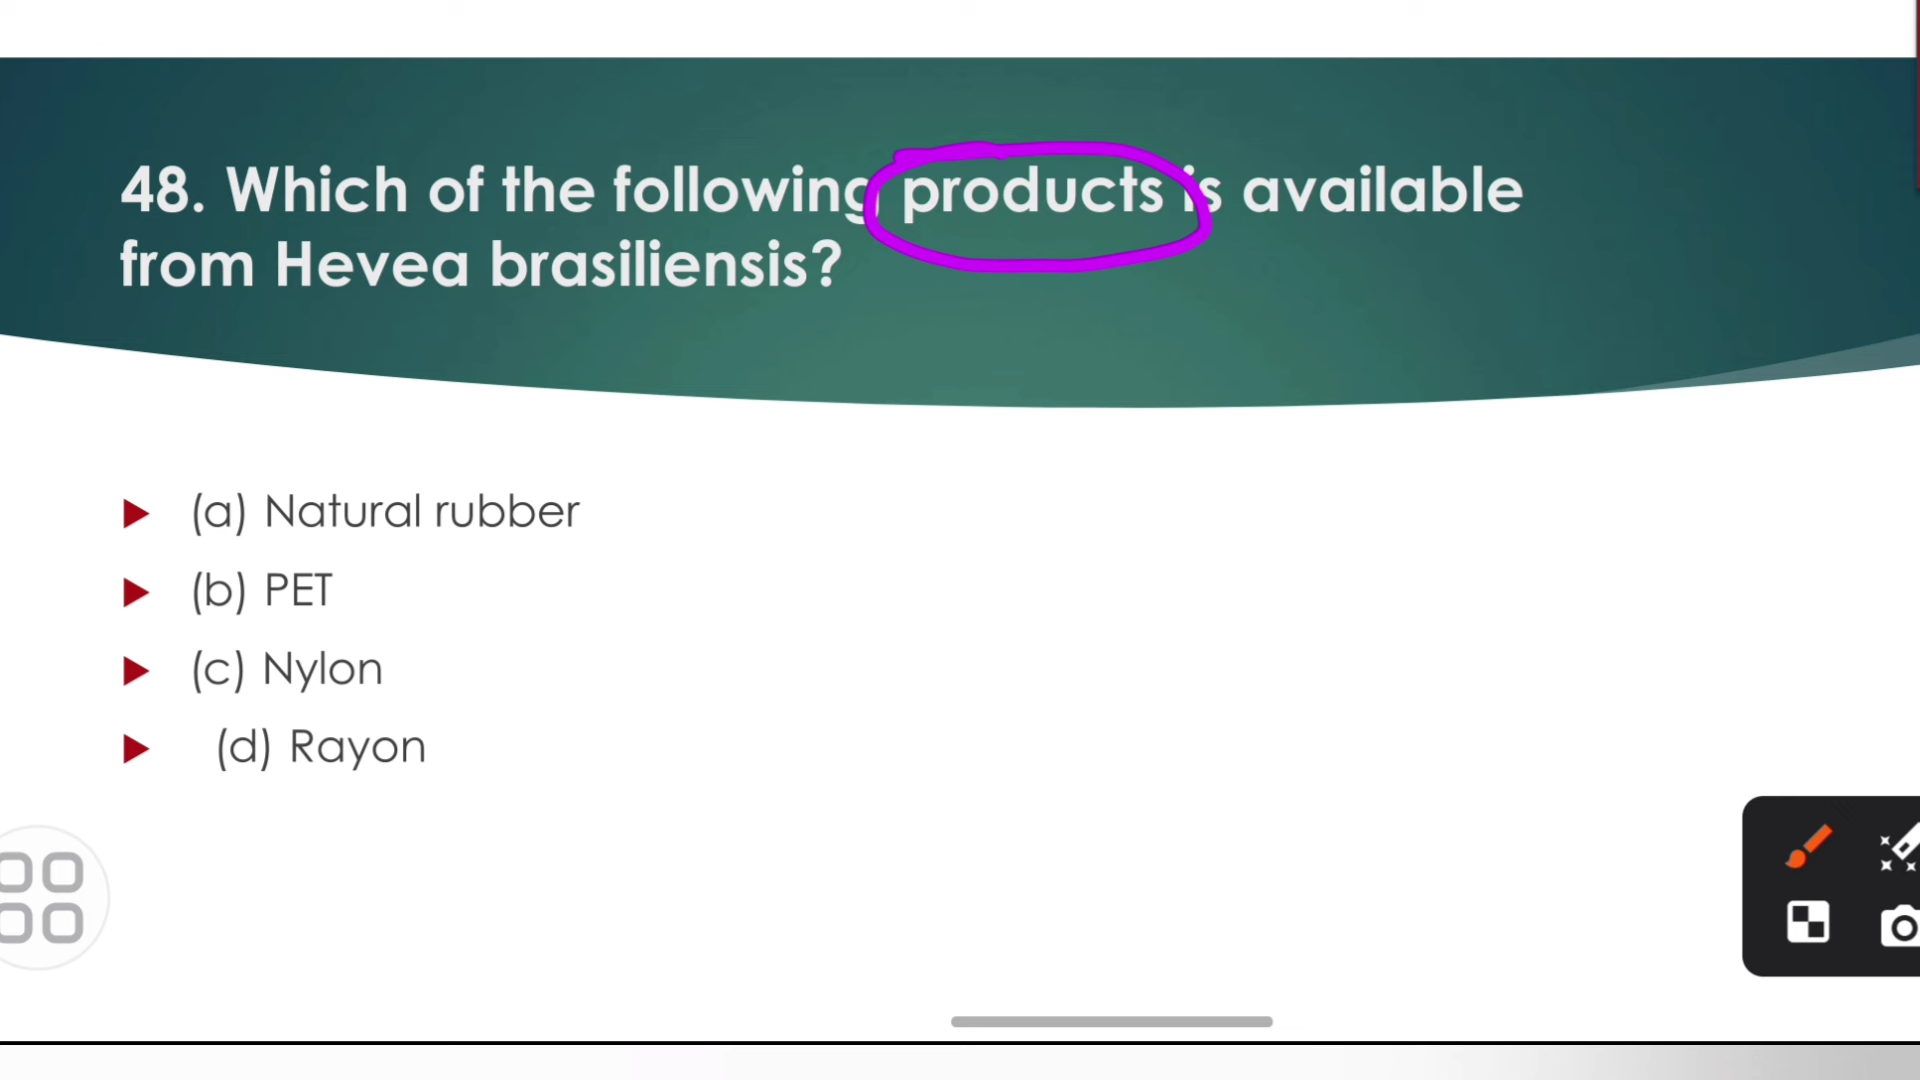 48. Which of the following products is available
from Hevea brasiliensis?
(a) Natural rubber
(b) PET
(c) Nylon
(d) Rayon